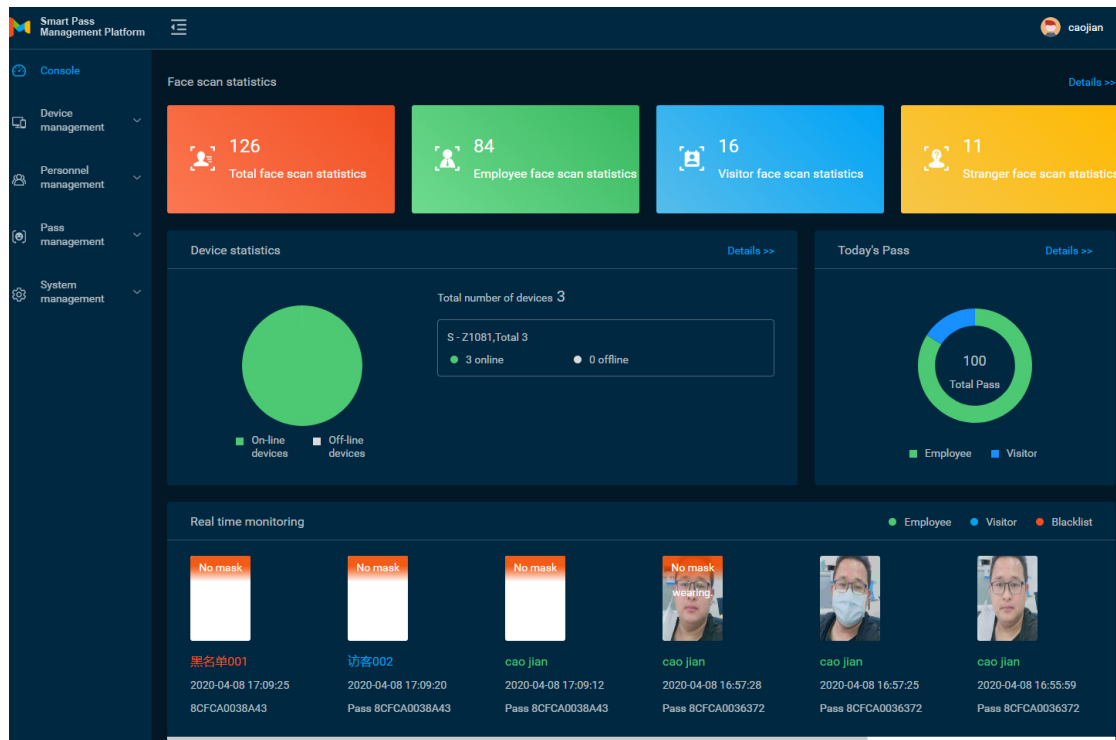 Smart Pass
Management Platform
caojian
Console
Device
management
Personnel
management
Pass
management
System
management
Face scan statistics
Details >>
126
Total face scan statistics
84
Employee face scan statistics
16
Visitor face scan statistics
11
Stranger face scan statistics
Device statistics
Details >>
Total number of devices 3
S - Z1081,Total 3
3 online
0 offline
On-line
devices
Off-line
devices
Today's Pass
Details >>
100
Total Pass
Employee
Visitor
Real time monitoring
Employee
Visitor
Blacklist
No mask
No mask
No mask
No mask
wearing.
黑名单001
访客002
cao jian
cao jian
cao jian
cao jian
2020-04-08 17:09:25
2020-04-08 17:09:20
2020-04-08 17:09:12
2020-04-08 16:57:28
2020-04-08 16:57:25
2020-04-08 16:55:59
8CFCA0038A43
Pass 8CFCA0038A43
Pass 8CFCA0038A43
Pass 8CFCA0036372
Pass 8CFCA0036372
Pass 8CFCA0036372